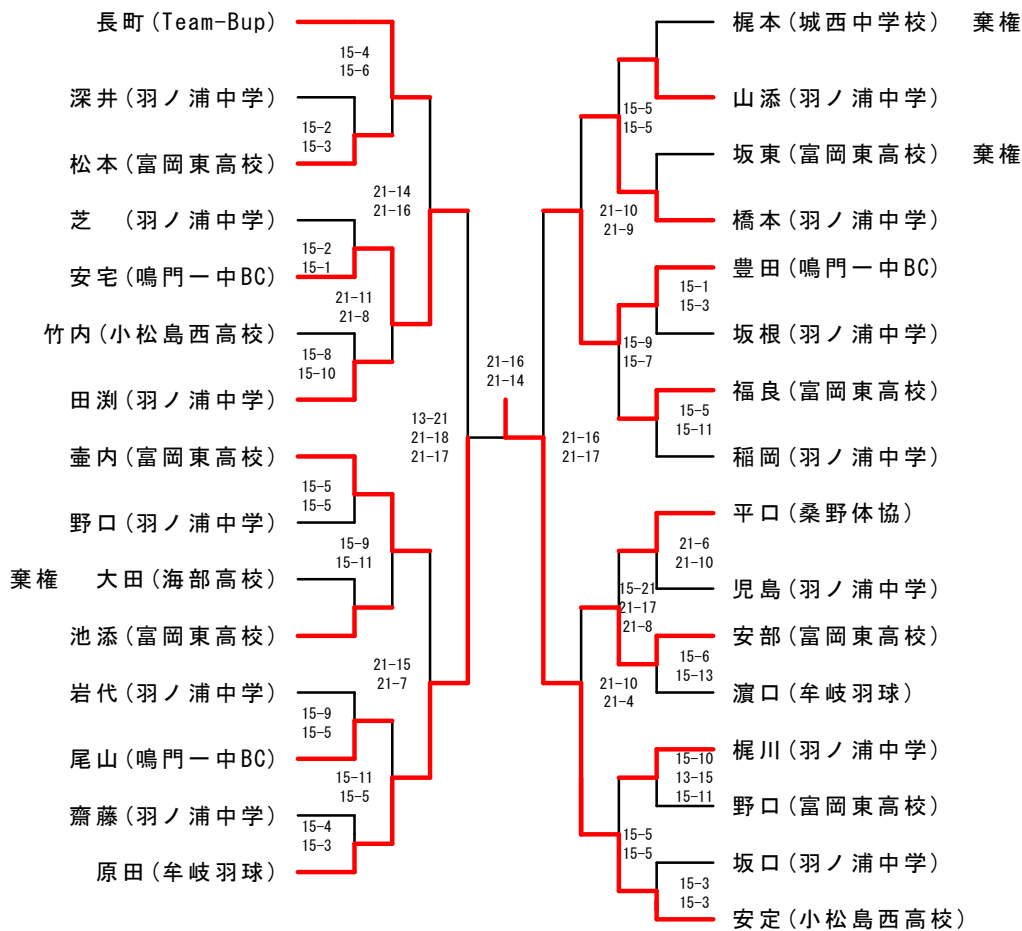 長町(Team-Bup)
15-4
15-6
深井(羽ノ浦中学)
15-2
15-3
松本(富岡東高校)
21-14
21-16
芝　(羽ノ浦中学)
15-2
15-1
安宅(鳴門一中BC)
21-11
21-8
竹内(小松島西高校)
15-8
15-10
田渕(羽ノ浦中学)
13-21
21-18
21-17
壷内(富岡東高校)
15-5
15-5
野口(羽ノ浦中学)
15-9
15-11
棄権　大田(海部高校)
池添(富岡東高校)
21-15
21-7
岩代(羽ノ浦中学)
15-9
15-5
尾山(鳴門一中BC)
15-11
15-5
齋藤(羽ノ浦中学)
15-4
15-3
原田(牟岐羽球)
21-16
21-14
梶本(城西中学校)　棄権
山添(羽ノ浦中学)
15-5
15-5
坂東(富岡東高校)　棄権
橋本(羽ノ浦中学)
21-10
21-9
豊田(鳴門一中BC)
15-1
15-3
坂根(羽ノ浦中学)
15-9
15-7
福良(富岡東高校)
15-5
15-11
稲岡(羽ノ浦中学)
21-16
21-17
平口(桑野体協)
21-6
21-10
児島(羽ノ浦中学)
15-21
21-17
21-8
安部(富岡東高校)
15-6
15-13
濵口(牟岐羽球)
21-10
21-4
梶川(羽ノ浦中学)
15-10
13-15
15-11
野口(富岡東高校)
15-5
15-5
坂口(羽ノ浦中学)
15-3
15-3
安定(小松島西高校)